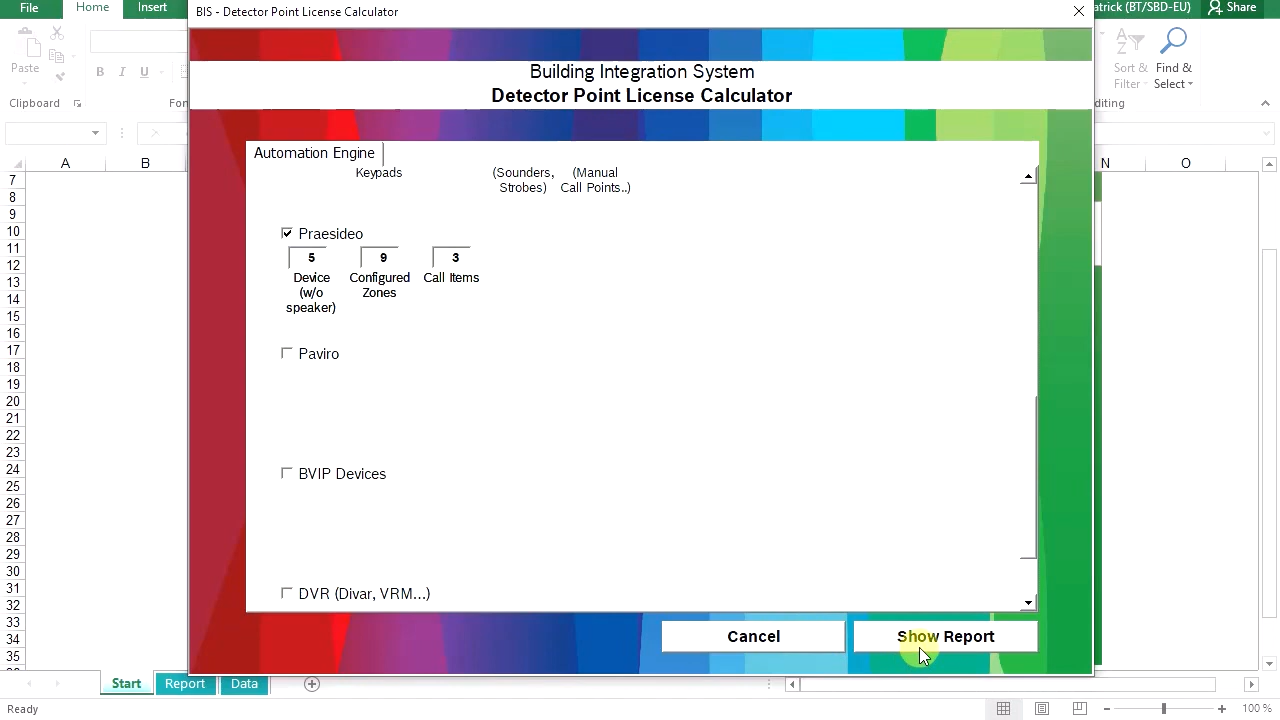 File
Home
Insert
BIS - Detector Point License Calculator
atrick (BT/SBD-EU)
Share
Paste
B I U
Sort &
Filter
Find &
Select
Clipboard
Fon
diting
Building Integration System
Detector Point License Calculator
A
B
N
O
Automation Engine
Keypads
(Sounders,
Strobes)
(Manual
Call Points..)
Praesideo
5
9
3
Device
(w/o
speaker)
Configured
Zones
Call Items
Paviro
BVIP Devices
DVR (Divar, VRM...)
7
8
9
10
11
12
13
14
15
16
17
18
19
20
21
22
23
24
25
26
27
28
29
30
31
32
33
34
35
Cancel
Show Report
Start
Report
Data
Ready
100 %